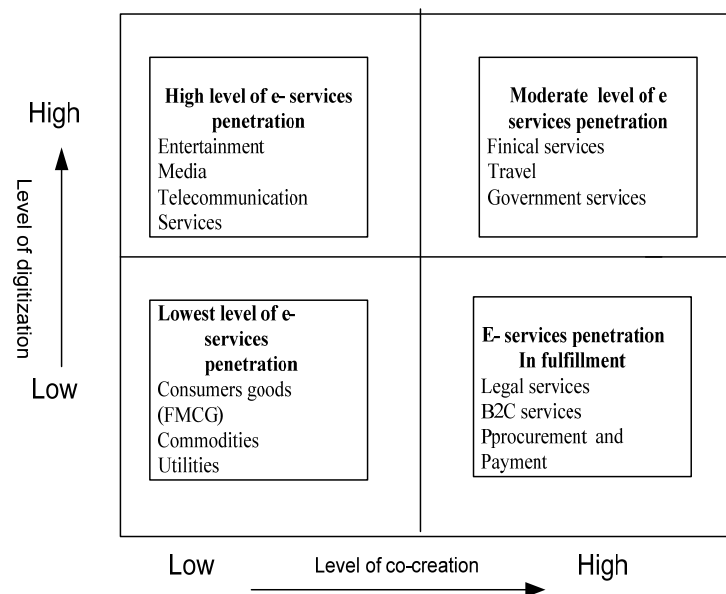 High
Level of digitization
Low
High level of e- services
penetration
Entertainment
Media
Telecommunication
Services
Moderate level of e
services penetration
Finical services
Travel
Government services
Lowest level of e-
services
penetration
Consumers goods
(FMCG)
Commodities
Utilities
E- services penetration
In fulfillment
Legal services
B2C services
Pprocurement and
Payment
Low
Level of co-creation
High